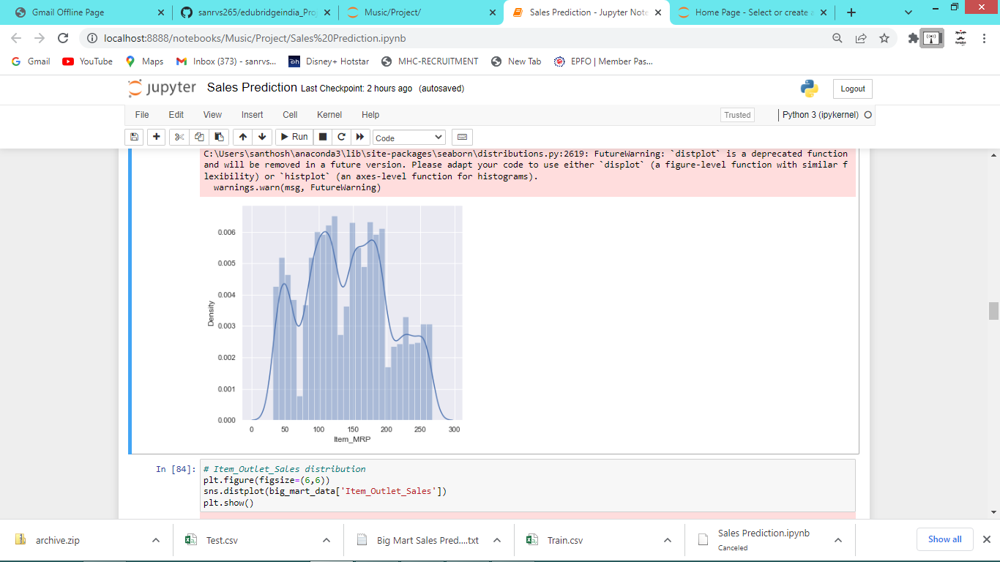 Gmail Offline Page
sanrvs265/edubridgeindia_Pro
Music/Project/
Sales Prediction - Jupyter Note
Home Page - Select or create a
localhost:8888/notebooks/Music/Project/Sales%20Prediction.ipynb
Gmail YouTube Maps Inbox (373) - sanrvs... Disney+ Hotstar MHC-RECRUITMENT New Tab EPFO | Member Pas...
jupyter Sales Prediction Last Checkpoint: 2 hours ago (autosaved) Logout
File Edit View Insert Cell Kernel Help Trusted Python 3 (ipykernel)
Run Code
C:\Users\santhosh\anaconda3\lib\site-packages\seaborn\distributions.py:2619: FutureWarning: `distplot` is a deprecated function
and will be removed in a future version. Please adapt your code to use either `displot` (a figure-level function with similar f
lexibility) or `histplot` (an axes-level function for histograms).
warnings.warn(msg, FutureWarning)
0.006
0.005
0.004
0.003
0.002
0.001
0.000
Density
0 50 100 150 200 250 300
Item_MRP
In [84]: # Item_Outlet_Sales distribution
plt.figure(figsize=(6,6))
sns.distplot(big_mart_data['Item_Outlet_Sales'])
plt.show()
archive.zip
Test.csv
Big Mart Sales Pred....txt
Train.csv
Sales Prediction.ipynb
Canceled
Show all